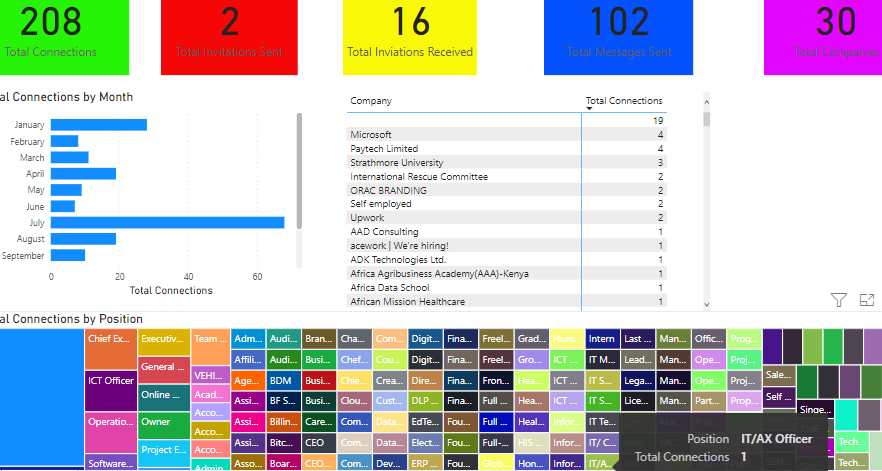 208
Total Connections
2
Total Invitations Sent
16
Total Inviations Received
102
Total Messages Sent
30
Total Companies
al Connections by Month
January
February
March
April
May
June
July
August
September
0 20 40 60
Total Connections
Company Total Connections
19
Microsoft 4
Paytech Limited 4
Strathmore University 3
International Rescue Committee 2
ORAC BRANDING 2
Self employed 2
Upwork 2
AAD Consulting 1
acework | We're hiring! 1
ADK Technologies Ltd. 1
Africa Agribusiness Academy(AAA)-Kenya 1
Africa Data School 1
African Mission Healthcare 1
al Connections by Position
Chief Ex... Executiv... Team ... Adm... Audi... Bran... Cha... Com... Digit... Fina... Freel... Grad... Hum... Intern Last ... Man... Offic... Prog...
VEHI... Affili... Audi... Busi... Chef... Cou... Digit... Fina... Freel... Gro... ICT ... IT M... Lead... Man... Ope... Proj...
ICT Officer General ... Acad... Age... BDM Busi... Chie... Crea... Dire... Fina... Fron... Hea... ICT ... IT S... Lega... Man... Ope... Proj... Sale...
Online ... Acco... Assi... BF S... Busi... Clou... Cust... DLP ... Fina... Full ... Hea... ICT ... IT S... Lice... Man... Part... Prop... Self ...
Operatio... Owner Acco... Assi... Billin... Care... Com... Data... EdTe... Fou... Full ... Heal... Infor... IT Te... Sinoe...
Project E... Acco... Assi... Bitc... CEO Com... Data... Elect... Fou... Full-... HIS ... Infor... IT/ C... Tech...
Software... Admin Asso... Boar... CEO... Com... Dev... ERP ... Fou... Glob... Hon... Infor... IT/A... Tech...
Position IT/AX Officer
Total Connections 1